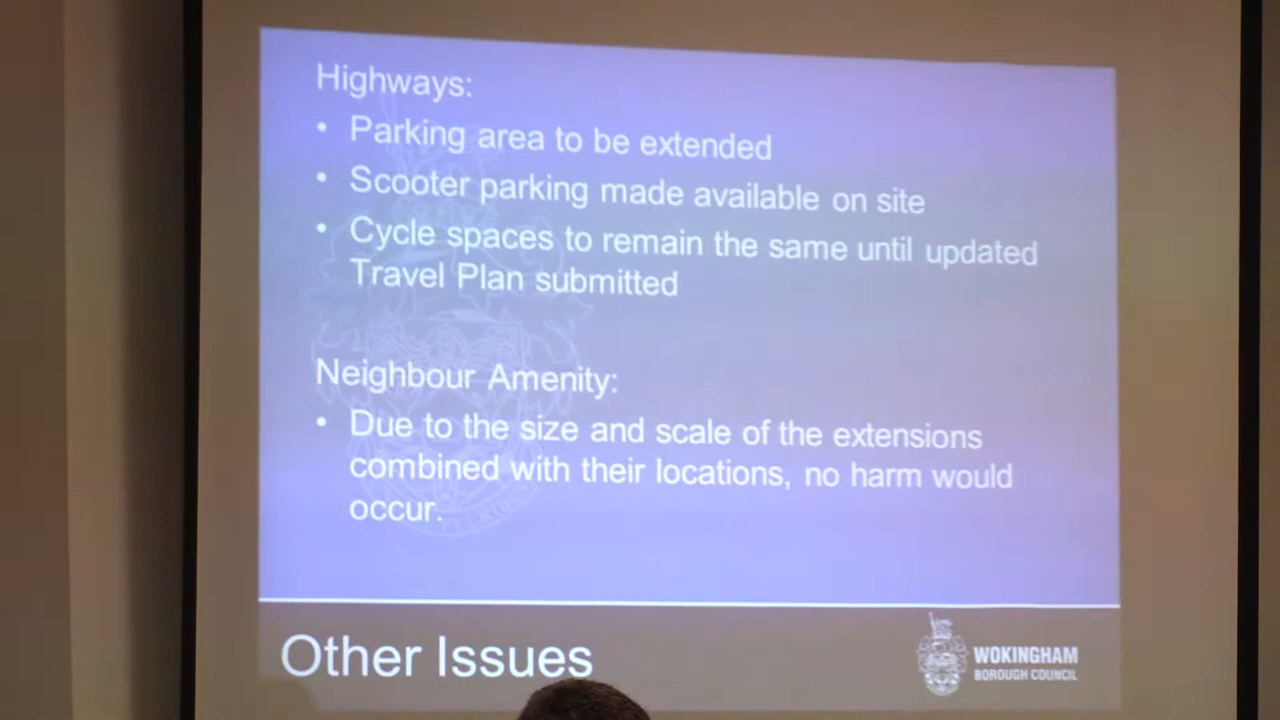 Highways:
• Parking area to be extended
• Scooter parking made available on site
• Cycle spaces to remain the same until updated
Travel Plan submitted
Neighbour Amenity:
• Due to the size and scale of the extensions
combined with their locations, no harm would
occur.
Other Issues
WOKINGHAM
BOROUGH COUNCIL